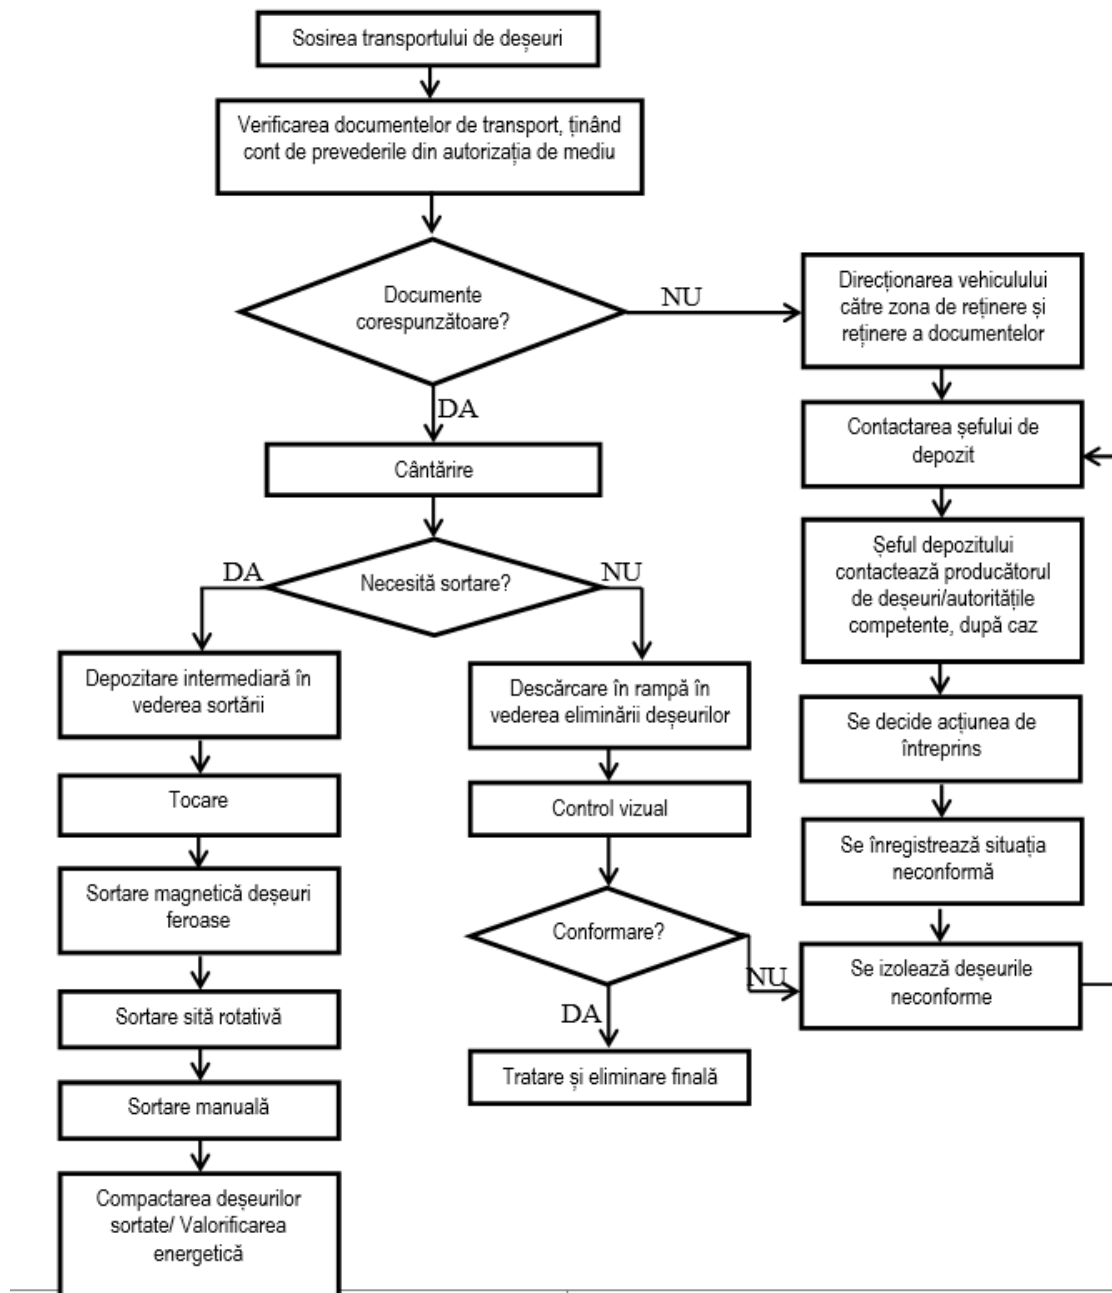 Sosirea transportului de deșeuri
Verificarea documentelor de transport, ținând
cont de prevederile din autorizația de mediu
Documente
corespunzătoare?
NU
Direcționarea vehiculului
către zona de reținere și
reținere a documentelor
DA
Contactarea șefului de
depozit
Cântărire
Șeful depozitului
contactează producătorul
de deșeuri/autoritățile
competente, după caz
DA
Necesită sortare?
NU
Depozitare intermediară în
vederea sortării
Descărcare în rampă în
vederea eliminării deșeurilor
Se decide acțiunea de
întreprins
Tocare
Control vizual
Se înregistrează situația
neconformă
Sortare magnetică deșeuri
feroase
Conformare?
NU
Se izolează deșeurile
neconforme
DA
Sortare sită rotativă
Tratare și eliminare finală
Sortare manuală
Compactarea deșeurilor
sortate/ Valorificarea
energetică